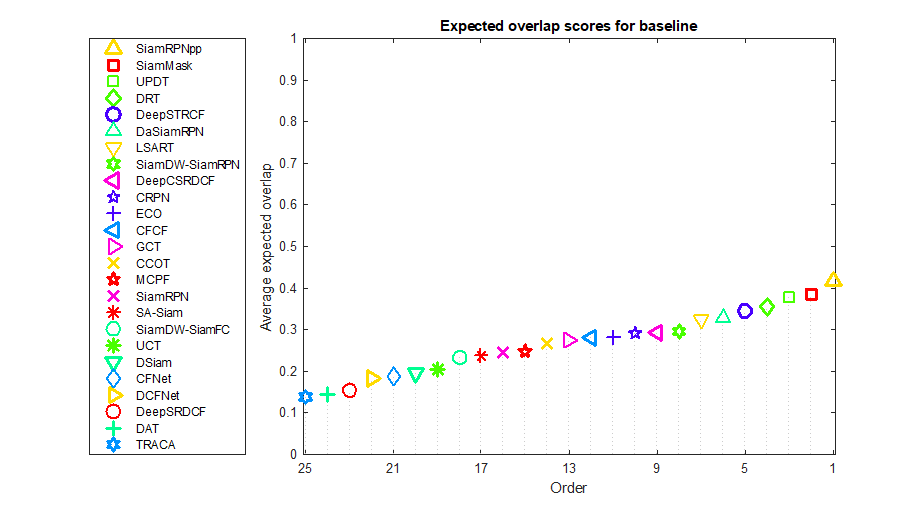 Expected overlap scores for baseline
SiamRPNpp
SiamMask
UPDT
DRT
DeepSTRCF
DaSiamRPN
LSART
SiamDW-SiamRPN
DeepCSRDCF
CRPN
ECO
CFCF
GCT
CCOT
MCPF
SiamRPN
SA-Siam
SiamDW-SiamFC
UCT
DSiam
CFNet
DCFNet
DeepSRDCF
DAT
TRACA
Average expected overlap
1
0.9
0.8
0.7
0.6
0.5
0.4
0.3
0.2
0.1
0
25 21 17 13 9 5 1
Order